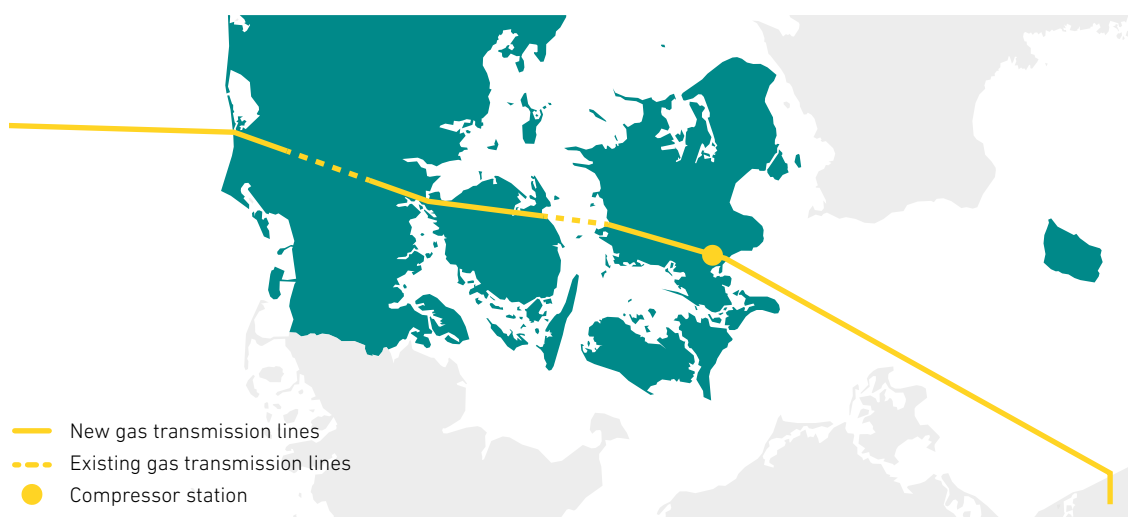 New gas transmission lines
Existing gas transmission lines
Compressor station